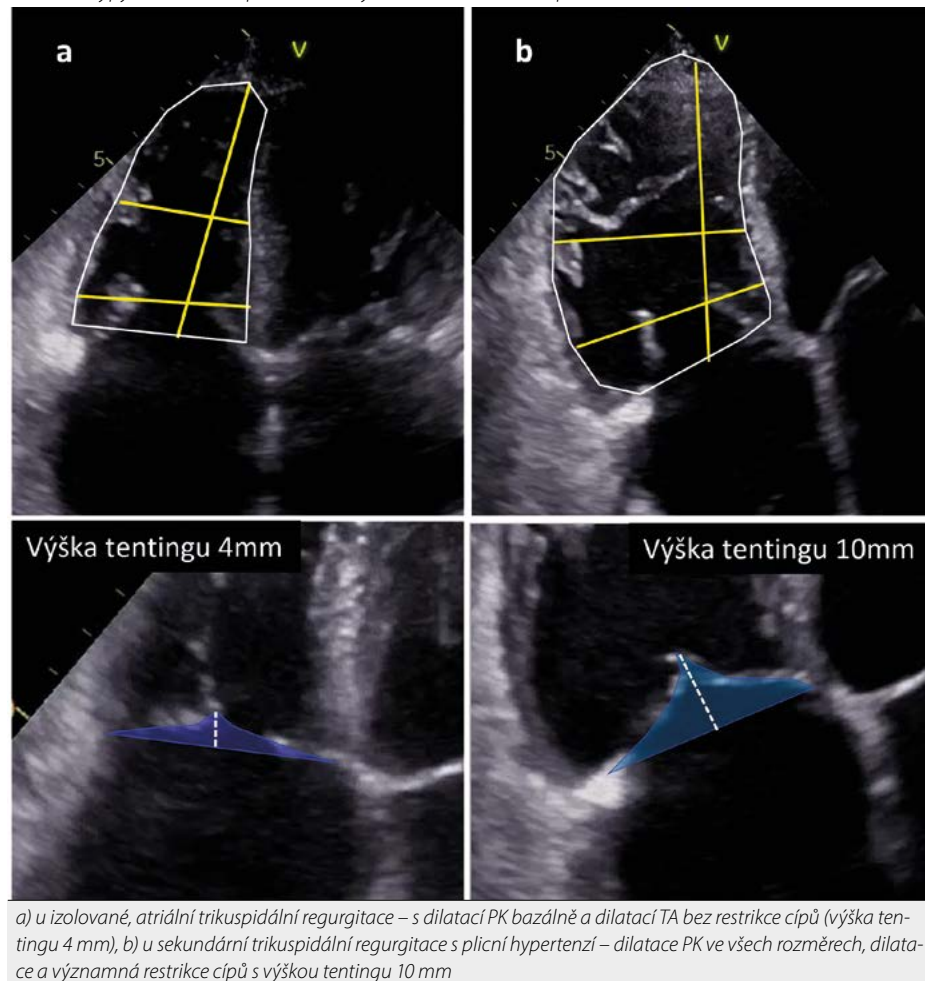 a
V
5
b
V
5
Výška tentingu 4mm
Výška tentingu 10mm
a) u izolované, atriální trikuspidální regurgitace – s dilatací PK bazálně a dilatací TA bez restrikce cípů (výška ten-
tingu 4 mm), b) u sekundární trikuspidální regurgitace s plicní hypertenzí – dilatace PK ve všech rozměrech, dilata-
ce a významná restrikce cípů s výškou tentingu 10 mm